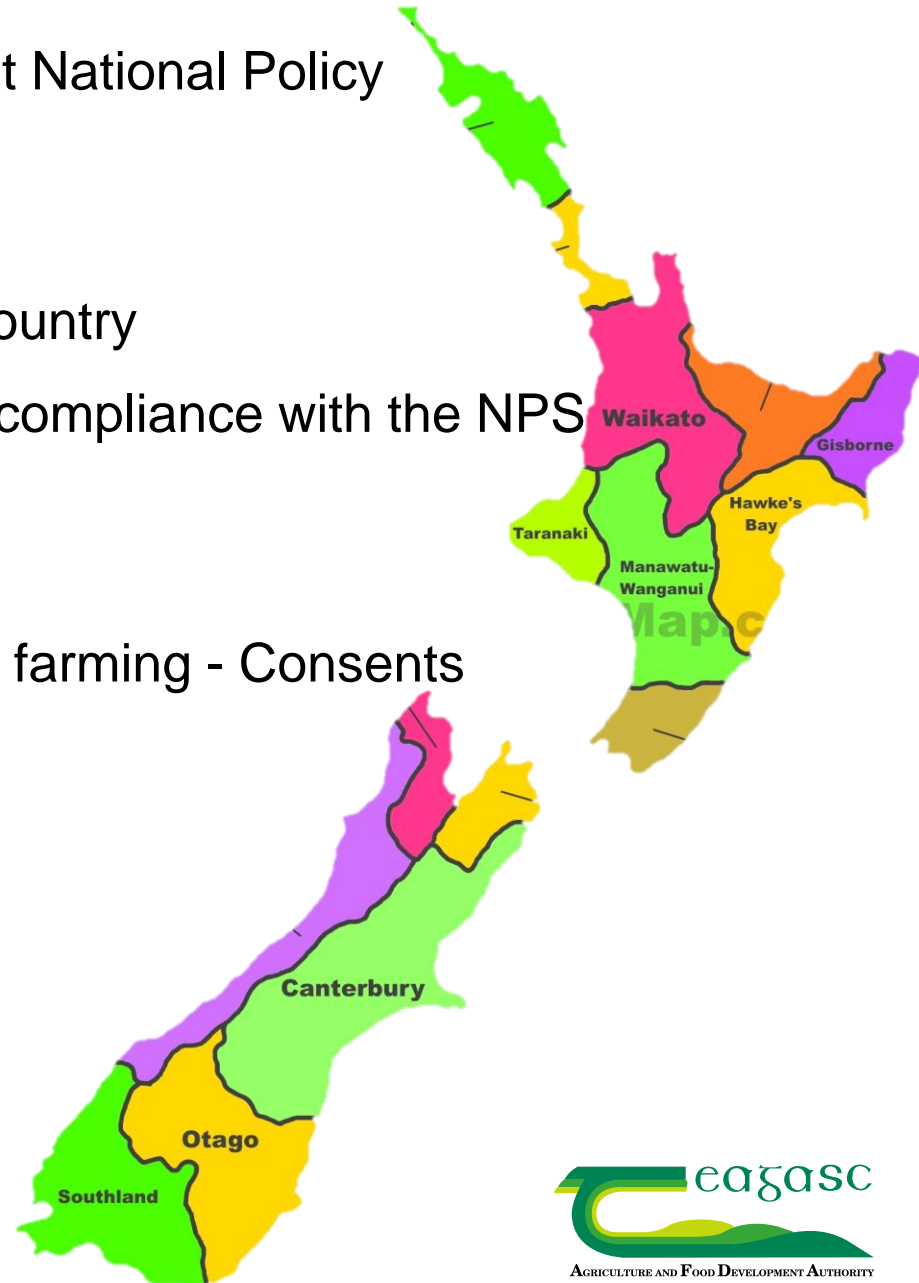 t National Policy
ountry
compliance with the NPS
Waikato
Gisborne
Hawke's
Bay
Taranaki
Manawatu-
Wanganui
Map.c
farming - Consents
Canterbury
Otago
Southland
eagasc
AGRICULTURE AND FOOD DEVELOPMENT AUTHORITY